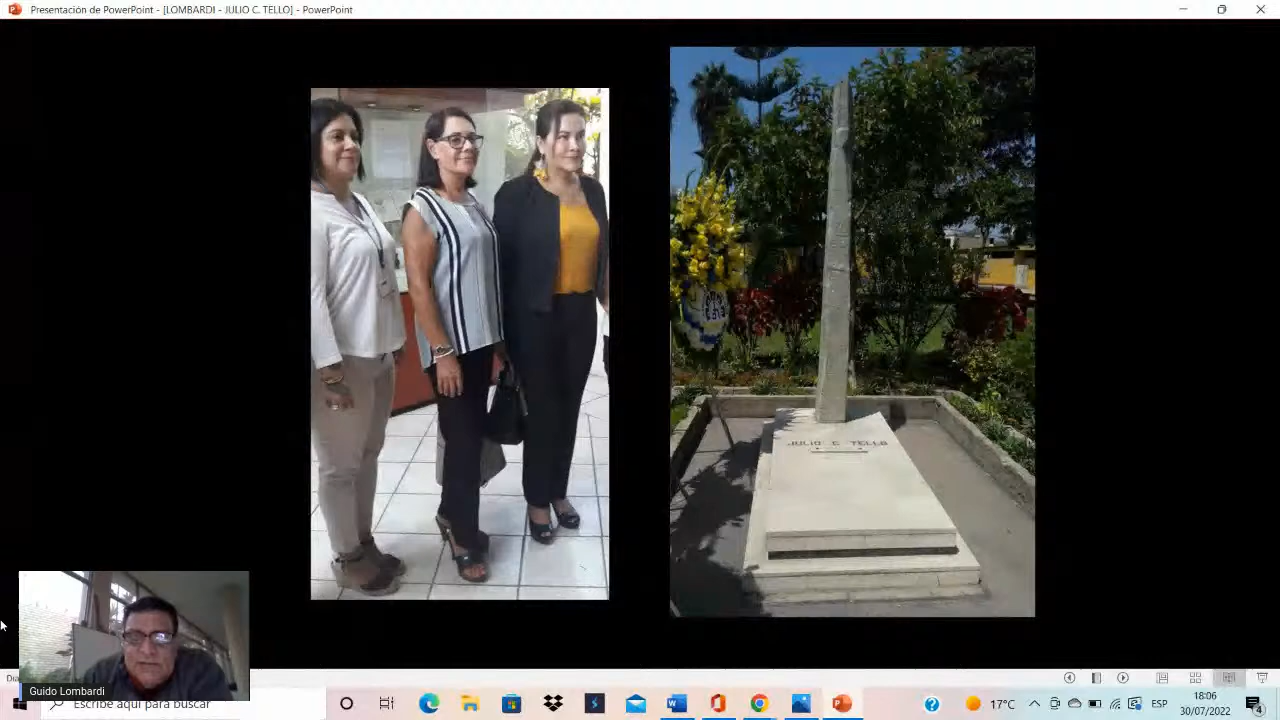 Presentación de PowerPoint - [LOMBARDI - JULIO C. TELLO] - PowerPoint
JULIO C TELLO
Guido Lombardi
Escribe aquí para buscar
17°C
ESP
18:06
30/07/2022
4